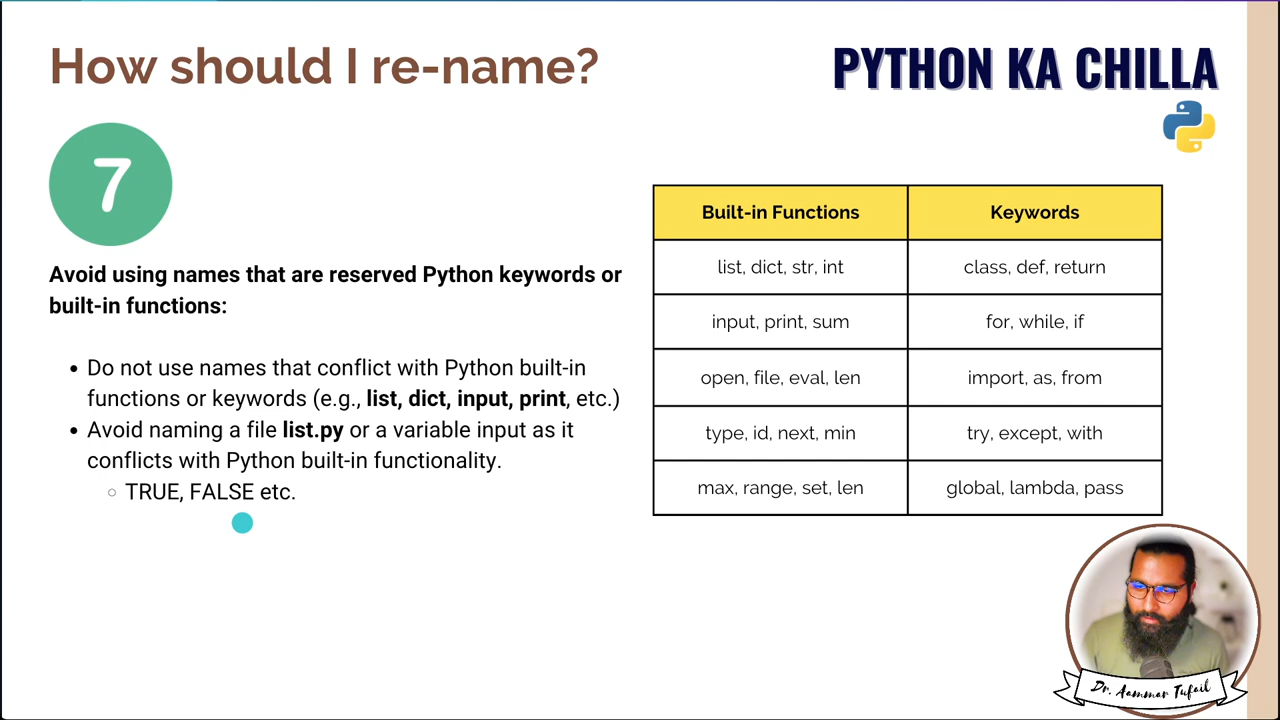 How should I re-name?
PYTHON KA CHILLA
7
Avoid using names that are reserved Python keywords or
built-in functions:
• Do not use names that conflict with Python built-in
functions or keywords (e.g., list, dict, input, print, etc.)
• Avoid naming a file list.py or a variable input as it
conflicts with Python built-in functionality.
○ TRUE, FALSE etc.
Built-in Functions Keywords
list, dict, str, int class, def, return
input, print, sum for, while, if
open, file, eval, len import, as, from
type, id, next, min try, except, with
max, range, set, len global, lambda, pass
Dr. Aammar Tufail